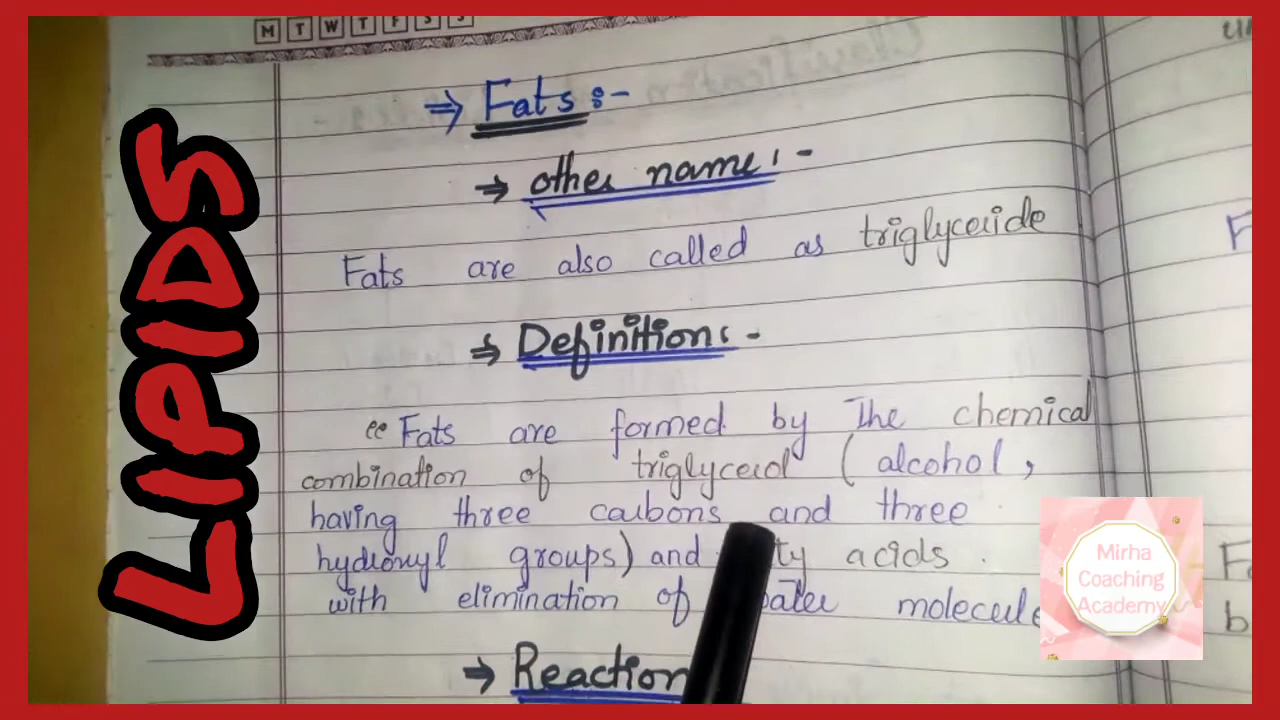 M T W T F S S
⇒ Fats :-
⇒ other name :-
Fats are also called as triglyceride
⇒ Definition :-
“ Fats are formed by The chemical
combination of triglycerol ( alcohol,
having three carbons and three
hydroxyl groups) and acids .
with elimination of molecule
⇒ Reaction
LIPIDS
Mirha
Coaching
Academy